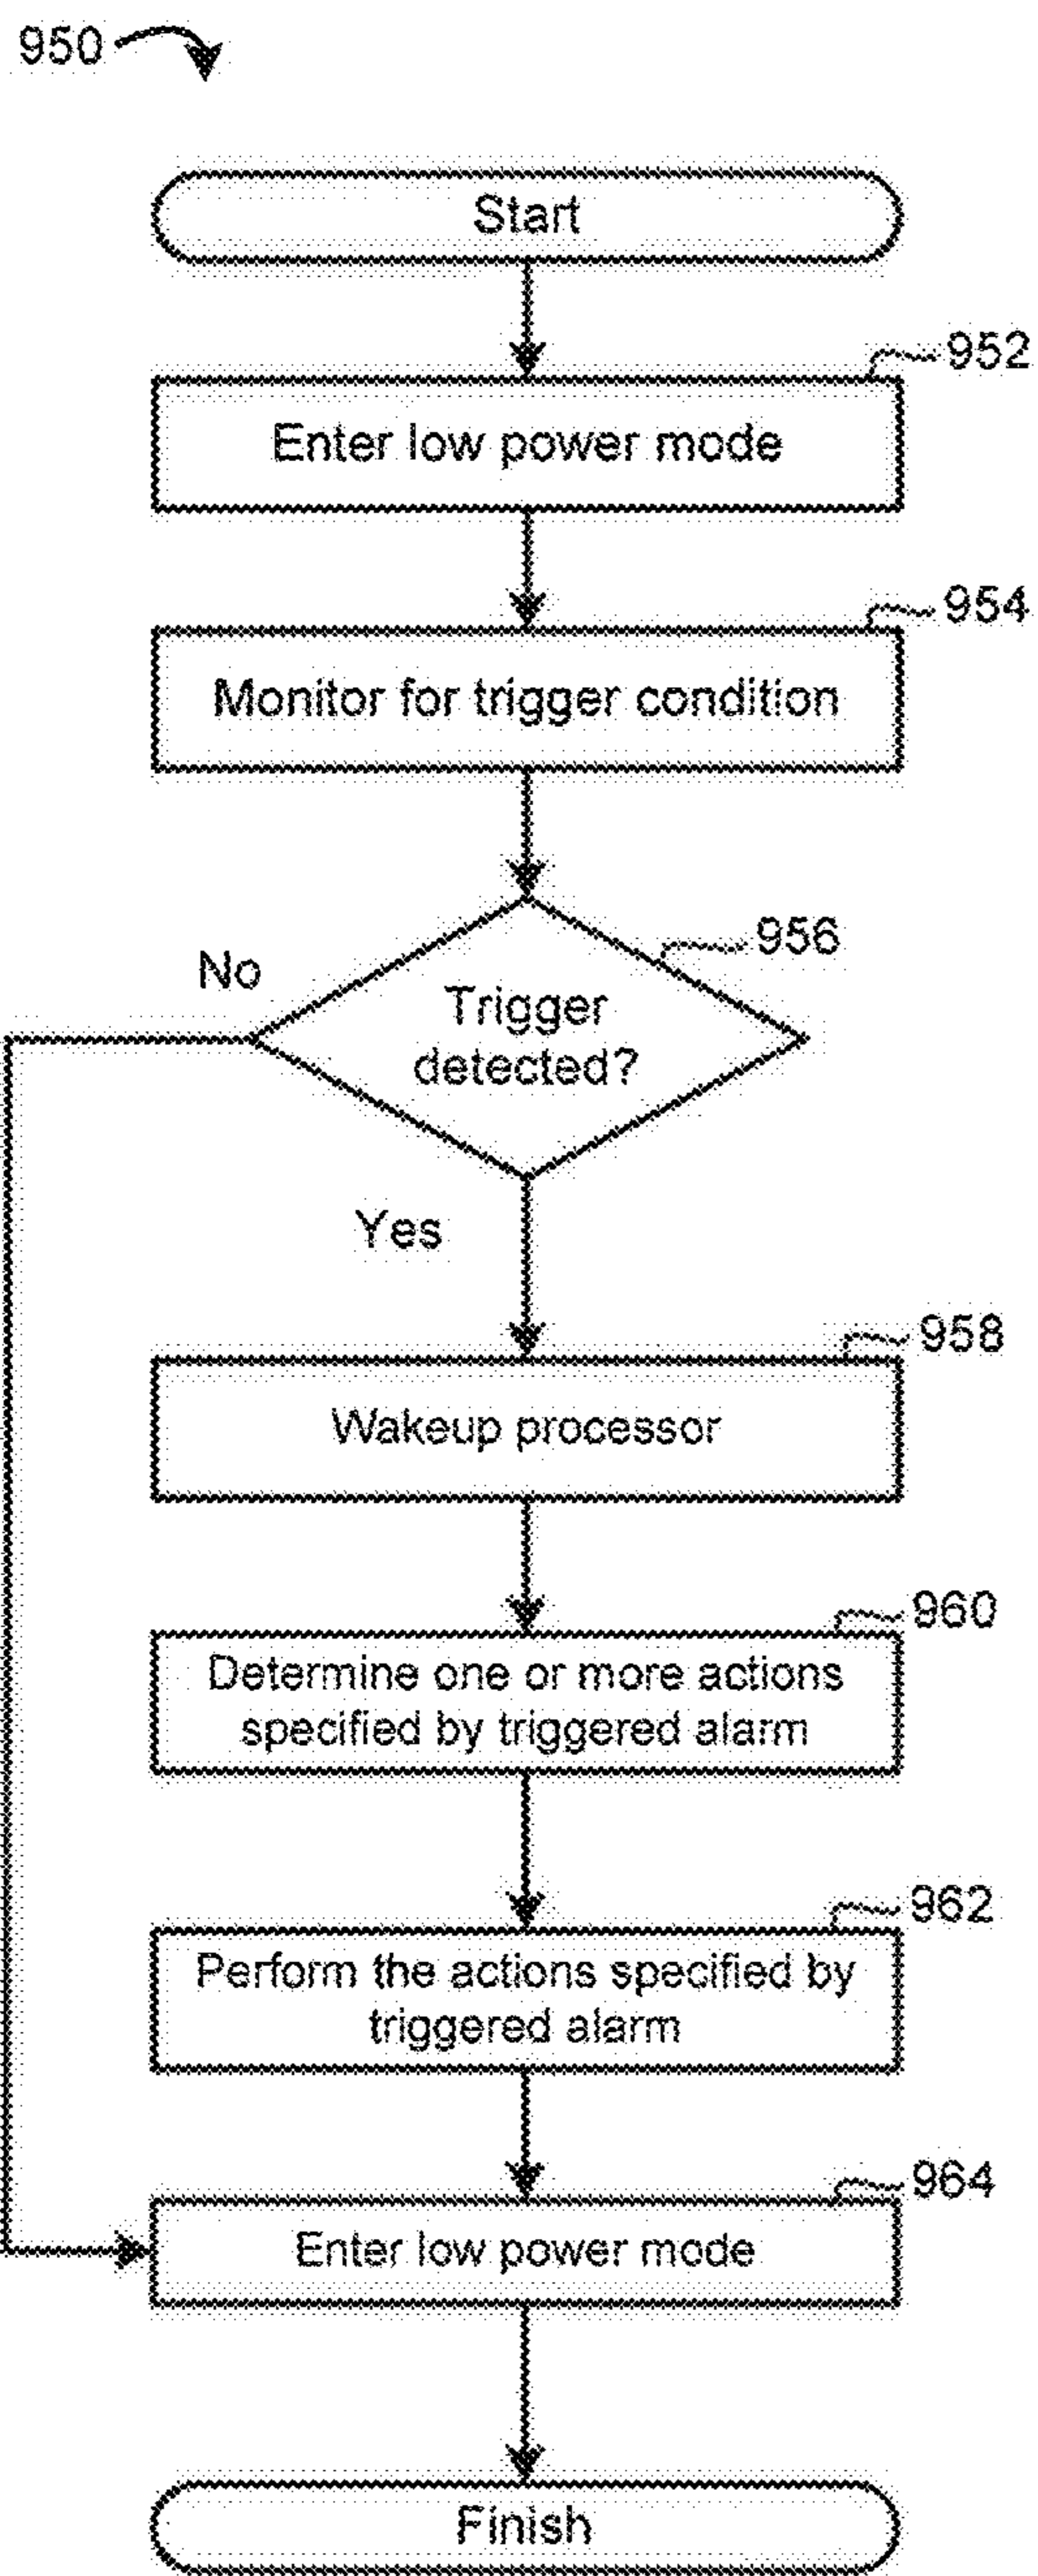 950
Start
952
Enter low power mode
954
Monitor for trigger condition
956
No
Trigger
detected?
Yes
958
Wakeup processor
960
Determine one or more actions
specified by triggered alarm
962
Perform the actions specified by
triggered alarm
964
Enter low power mode
Finish